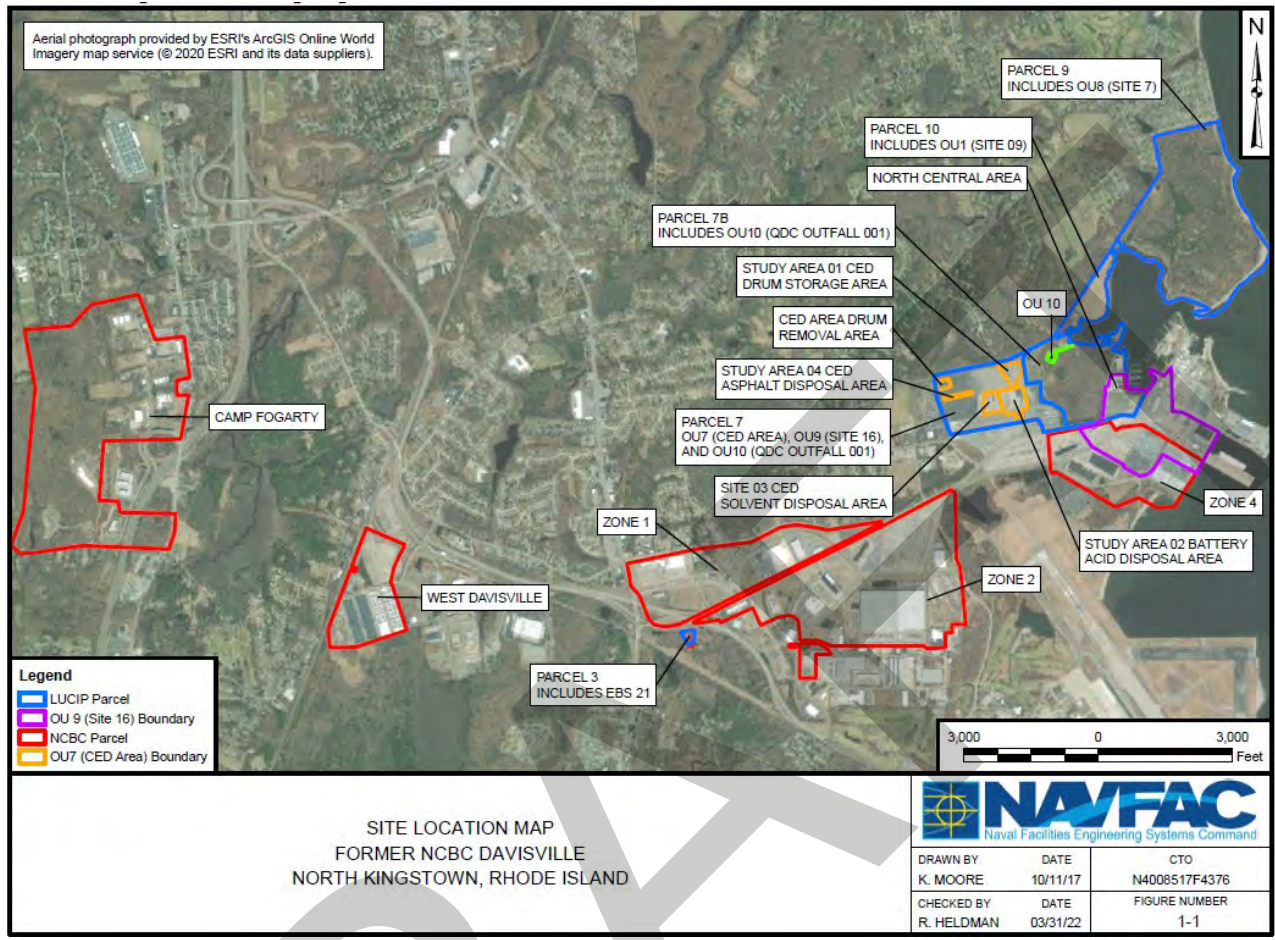 Aerial photograph provided by ESRI's ArcGIS Online World
Imagery map service (© 2020 ESRI and its data suppliers).
N
PARCEL 9
INCLUDES OU8 (SITE 7)
PARCEL 10
INCLUDES OU1 (SITE 09)
NORTH CENTRAL AREA
PARCEL 7B
INCLUDES OU10 (QDC OUTFALL 001)
STUDY AREA 01 CED
DRUM STORAGE AREA
OU 10
CED AREA DRUM
REMOVAL AREA
STUDY AREA 04 CED
ASPHALT DISPOSAL AREA
CAMP FOGARTY
PARCEL 7
OU7 (CED AREA), OU9 (SITE 16),
AND OU10 (QDC OUTFALL 001)
SITE 03 CED
SOLVENT DISPOSAL AREA
ZONE 4
ZONE 1
STUDY AREA 02 BATTERY
ACID DISPOSAL AREA
ZONE 2
WEST DAVISVILLE
PARCEL 3
INCLUDES EBS 21
Legend
LUCIP Parcel
OU 9 (Site 16) Boundary
NCBC Parcel
OU7 (CED Area) Boundary
3,000 0 3,000
Feet
SITE LOCATION MAP
FORMER NCBC DAVISVILLE
NORTH KINGSTOWN, RHODE ISLAND
NAVFAC
Naval Facilities Engineering Systems Command
DRAWN BY DATE
K. MOORE 10/11/17
CTO
N4008517F4376
CHECKED BY DATE
R. HELDMAN 03/31/22
FIGURE NUMBER
1-1